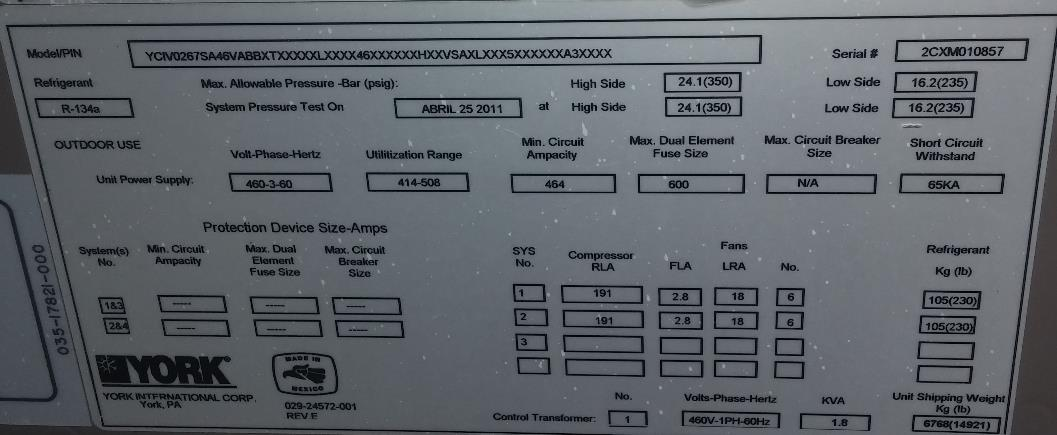 Model/PIN YCIV0267SA46VABBXTXXXXXLXXXX46XXXXXXHXXVSAXLXXX5XXXXXXA3XXXX Serial # 2CXM010857
Refrigerant Max. Allowable Pressure -Bar (psig): High Side 24.1(350) Low Side 16.2(235)
R-134a System Pressure Test On ABRIL 25 2011 at High Side 24.1(350) Low Side 16.2(235)
OUTDOOR USE Volt-Phase-Hertz Utilitization Range Min. Circuit Ampacity Max. Dual Element Fuse Size Max. Circuit Breaker Size Short Circuit Withstand
Unit Power Supply: 460-3-60 414-508 464 600 N/A 65KA
Protection Device Size-Amps
System(s) No. Min. Circuit Ampacity Max. Dual Element Fuse Size Max. Circuit Breaker Size
1&3 ----- ----- -----
2&4 ----- ----- -----
SYS No. Compressor RLA Fans FLA LRA No. Refrigerant Kg (lb)
1 191 2.8 18 6 105(230)
2 191 2.8 18 6 105(230)
3
035-17821-000
YORK
YORK INTERNATIONAL CORP.
York, PA
MADE IN
MEXICO
029-24572-001
REV.E
No. Volts-Phase-Hertz KVA Unit Shipping Weight Kg (lb)
Control Transformer: 1 460V-1PH-60Hz 1.8 6768(14921)